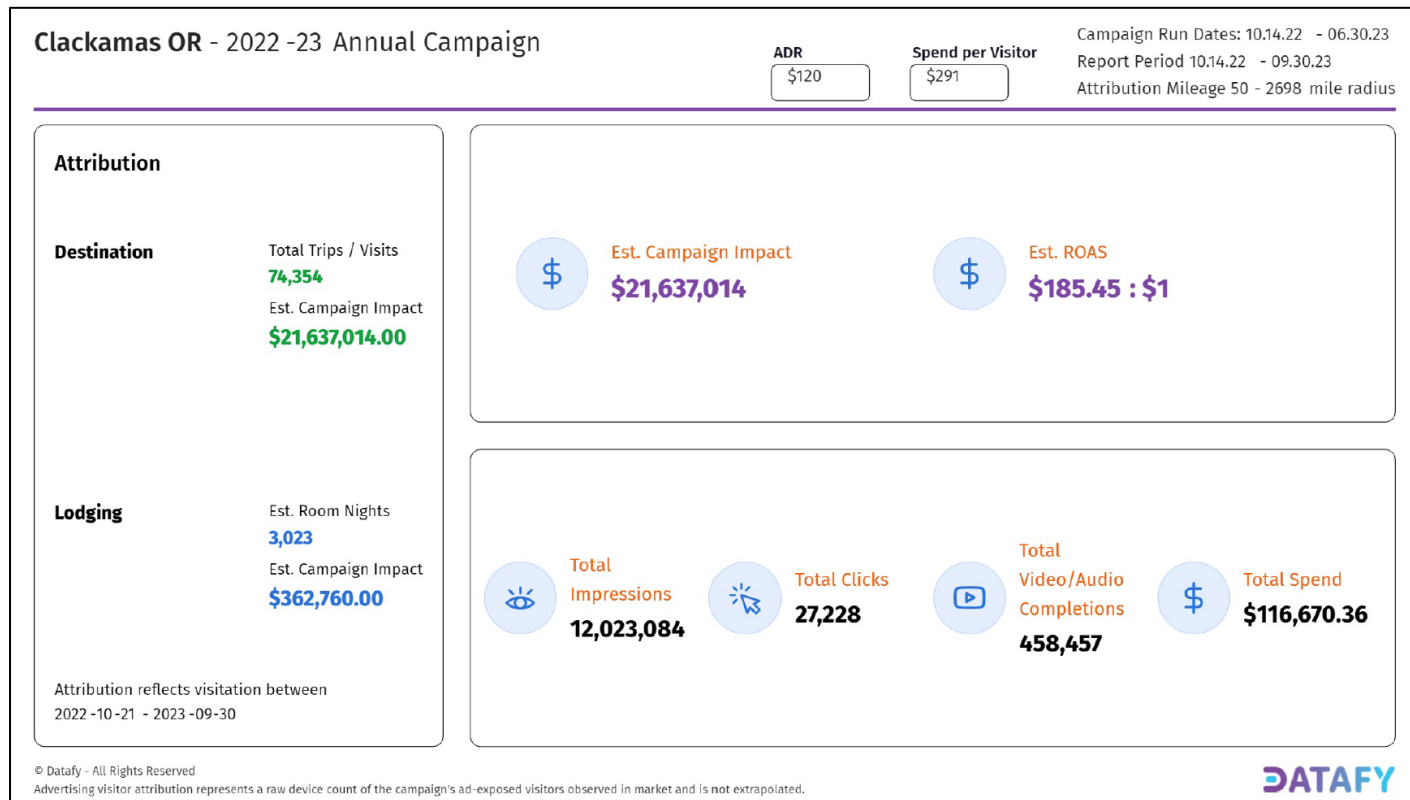 Clackamas OR - 2022 -23 Annual Campaign
ADR
$120
Spend per Visitor
$291
Campaign Run Dates: 10.14.22 - 06.30.23
Report Period 10.14.22 - 09.30.23
Attribution Mileage 50 - 2698 mile radius
Attribution
Destination
Total Trips / Visits
74,354
Est. Campaign Impact
$21,637,014.00
Lodging
Est. Room Nights
3,023
Est. Campaign Impact
$362,760.00
Attribution reflects visitation between
2022 -10 -21 - 2023 -09-30
Est. Campaign Impact
$21,637,014
Est. ROAS
$185.45 : $1
Total
Impressions
12,023,084
Total Clicks
27,228
Total
Video/Audio
Completions
458,457
Total Spend
$116,670.36
© Datafy - All Rights Reserved
Advertising visitor attribution represents a raw device count of the campaign's ad-exposed visitors observed in market and is not extrapolated.
DATAFY